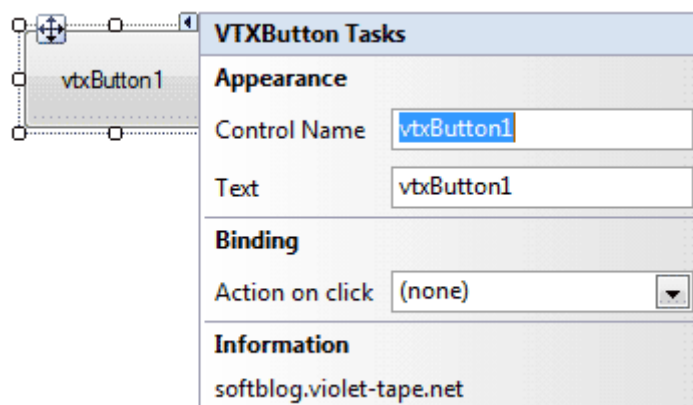 vtxButton1
VTXButton Tasks
Appearance
Control Name vtxButton1
Text vtxButton1
Binding
Action on click (none)
Information
softblog.violet-tape.net